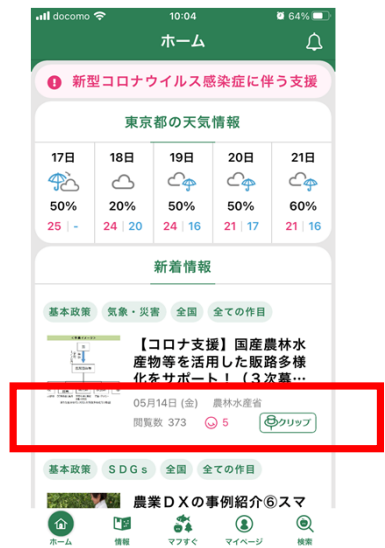 docomo 10:04 64%
ホーム
新型コロナウイルス感染症に伴う支援
東京都の天気情報
17日 18日 19日 20日 21日
50% 20% 50% 50% 60%
25 | - 24 | 20 24 | 16 21 | 17 21 | 16
新着情報
基本政策 気象・災害 全国 全ての作目
【コロナ支援】国産農林水
産物等を活用した販路多様
化をサポート!(3次募…
05月14日 (金) 農林水産省
閲覧数 373 5 クリップ
基本政策 SDGs 全国 全ての作目
農業DXの事例紹介⑥スマ
ホーム 情報 マフすぐ マイページ 検索